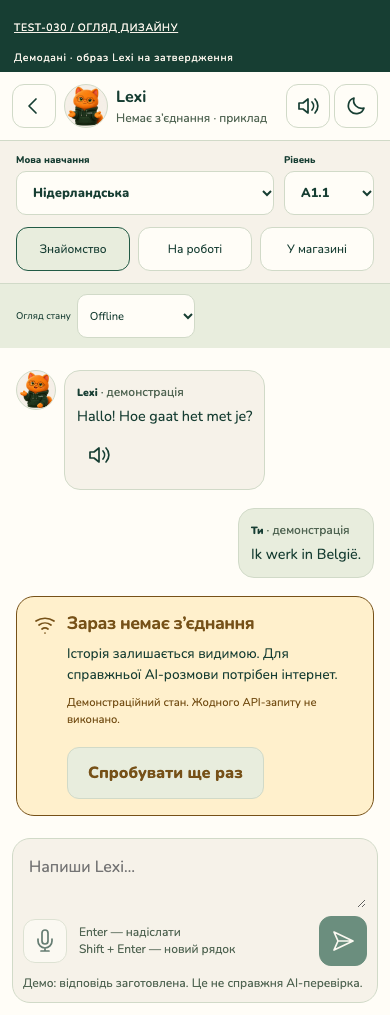 TEST-030 / ОГЛЯД ДИЗАЙНУ
Демодані · образ Lexi на затвердження
Lexi
Немає з’єднання · приклад
Мова навчання
Рівень
Нідерландська
A1.1
Знайомство
На роботі
У магазині
Огляд стану
Offline
Lexi · демонстрація
Hallo! Hoe gaat het met je?
Ти · демонстрація
Ik werk in België.
Зараз немає з’єднання
Історія залишається видимою. Для
справжньої AI-розмови потрібен інтернет.
Демонстраційний стан. Жодного API-запиту не
виконано.
Спробувати ще раз
Напиши Lexi…
Enter — надіслати
Shift + Enter — новий рядок
Демо: відповідь заготовлена. Це не справжня AI-перевірка.